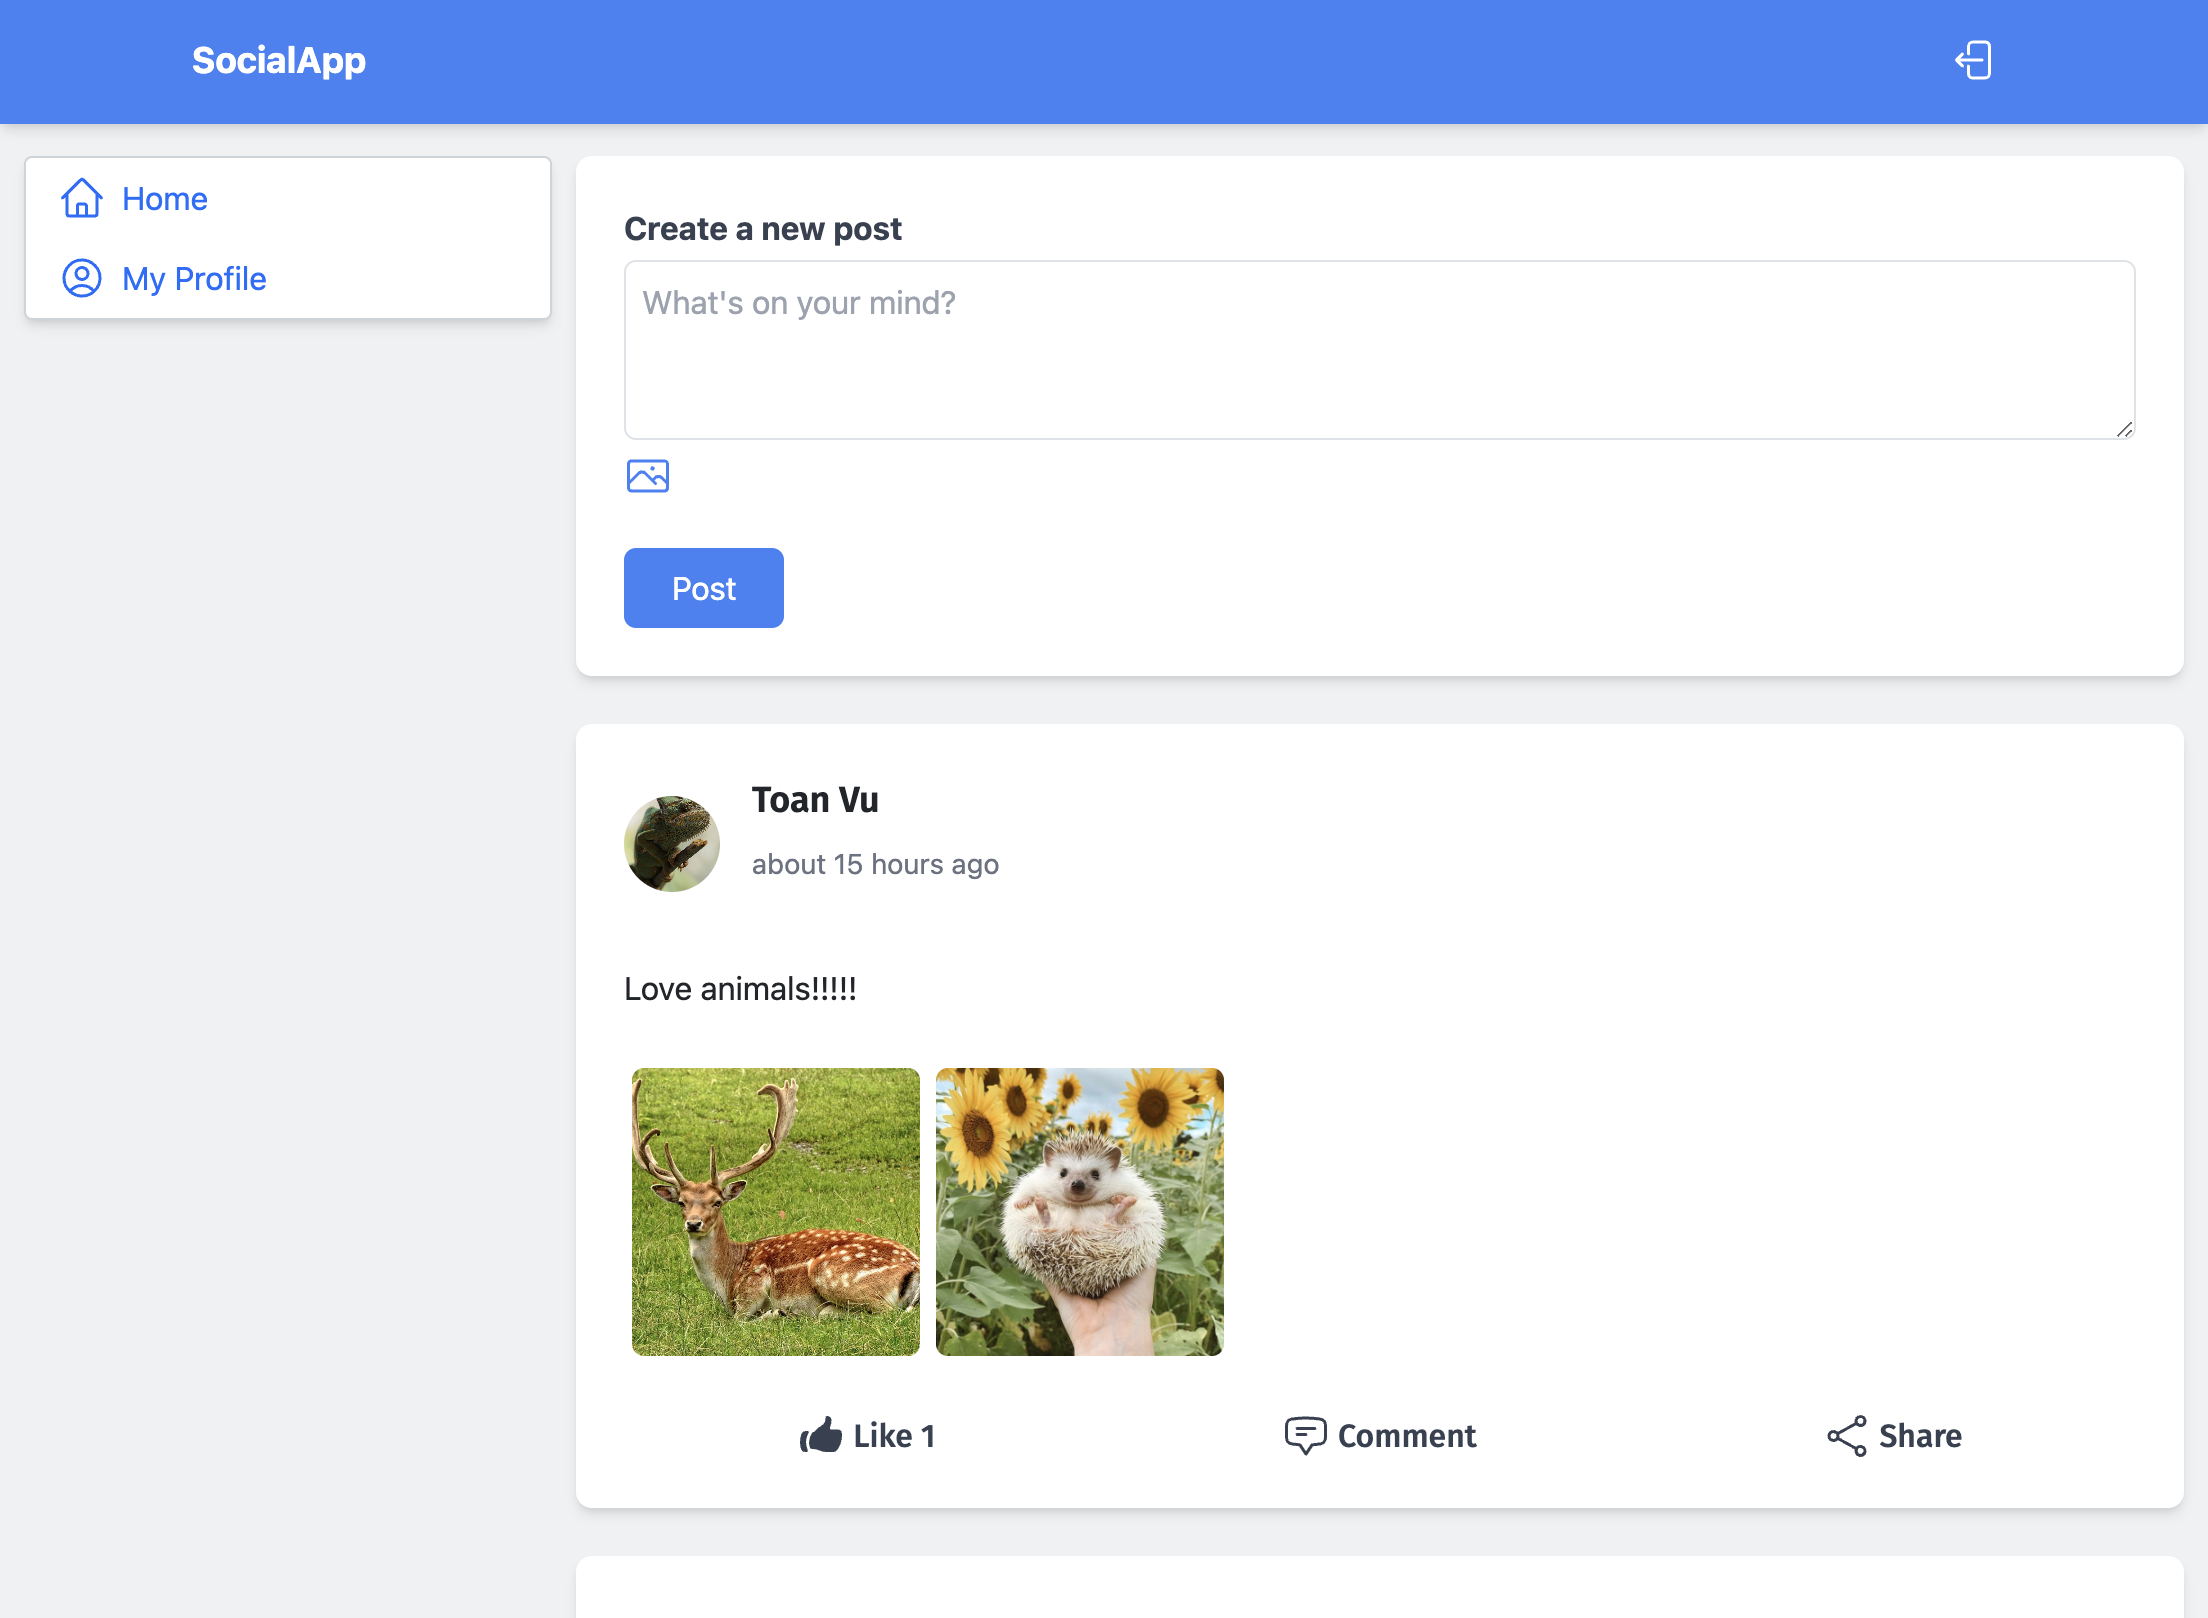 SocialApp
Home
My Profile
Create a new post
What's on your mind?
Post
Toan Vu
about 15 hours ago
Love animals!!!!!
Like 1
Comment
Share